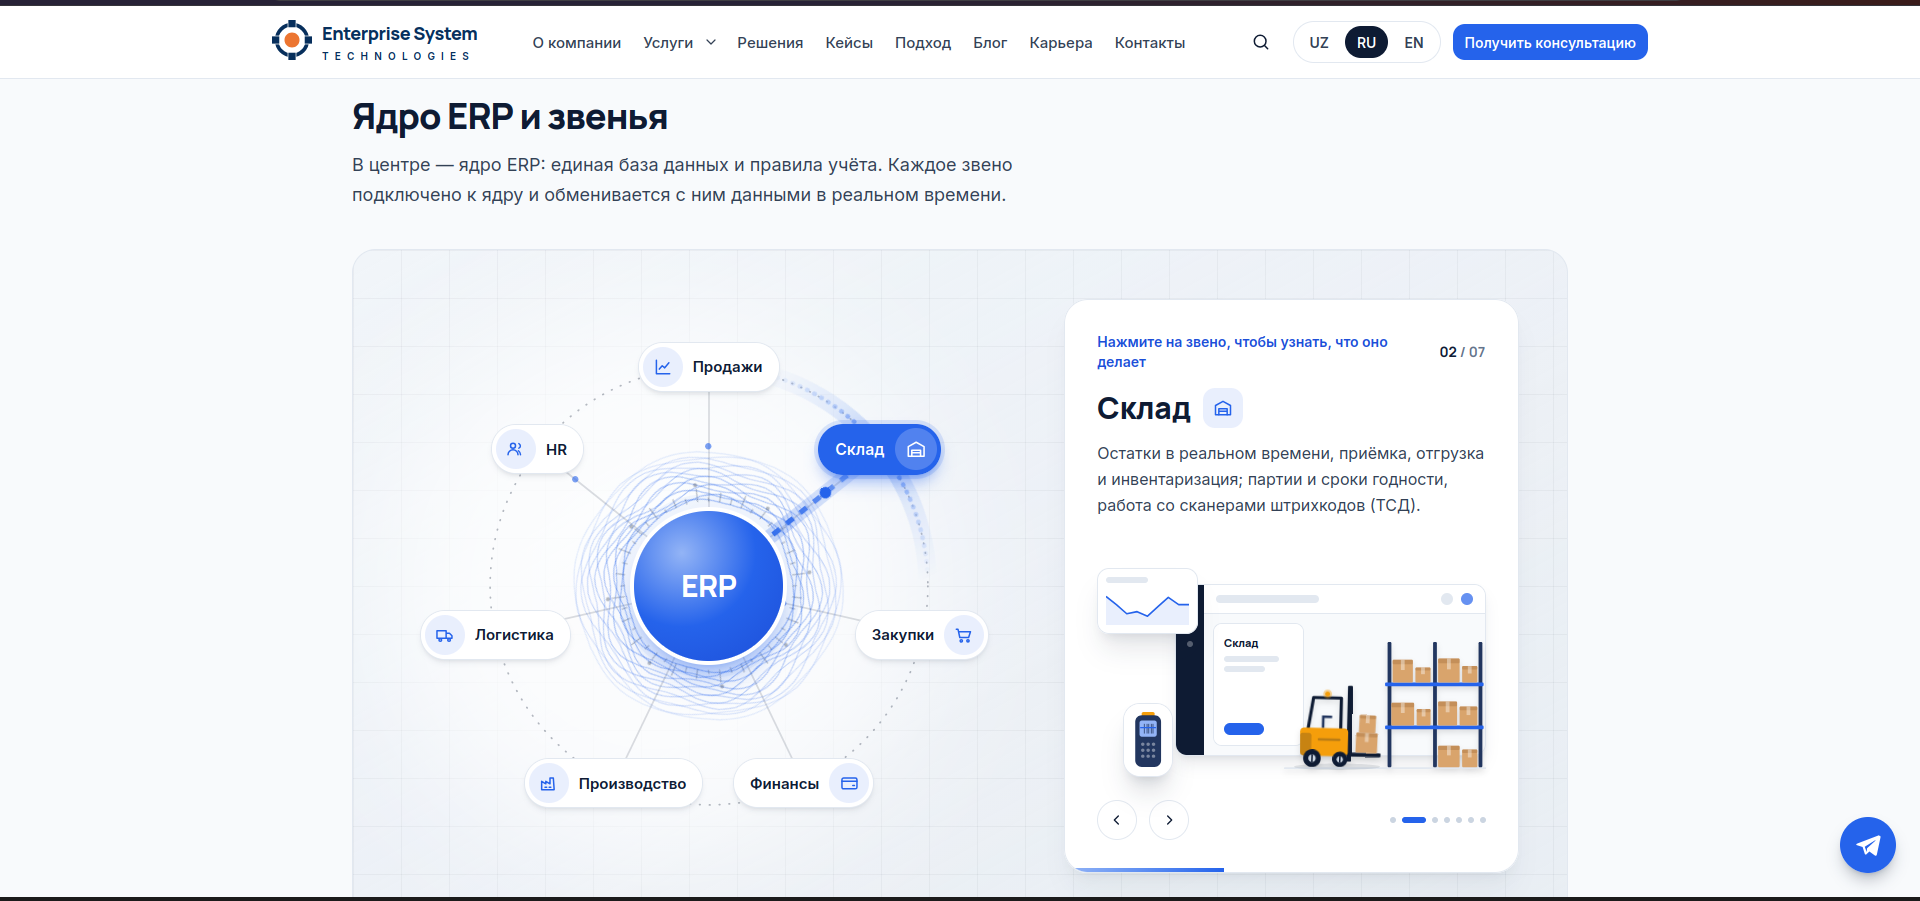 Enterprise System
TECHNOLOGIES
О компании
Услуги
Решения
Кейсы
Подход
Блог
Карьера
Контакты
UZ
RU
EN
Получить консультацию
Ядро ERP и звенья
В центре — ядро ERP: единая база данных и правила учёта. Каждое звено
подключено к ядру и обменивается с ним данными в реальном времени.
Продажи
HR
Склад
ERP
Логистика
Закупки
Производство
Финансы
Нажмите на звено, чтобы узнать, что оно
делает
02 / 07
Склад
Остатки в реальном времени, приёмка, отгрузка
и инвентаризация; партии и сроки годности,
работа со сканерами штрихкодов (ТСД).
Склад